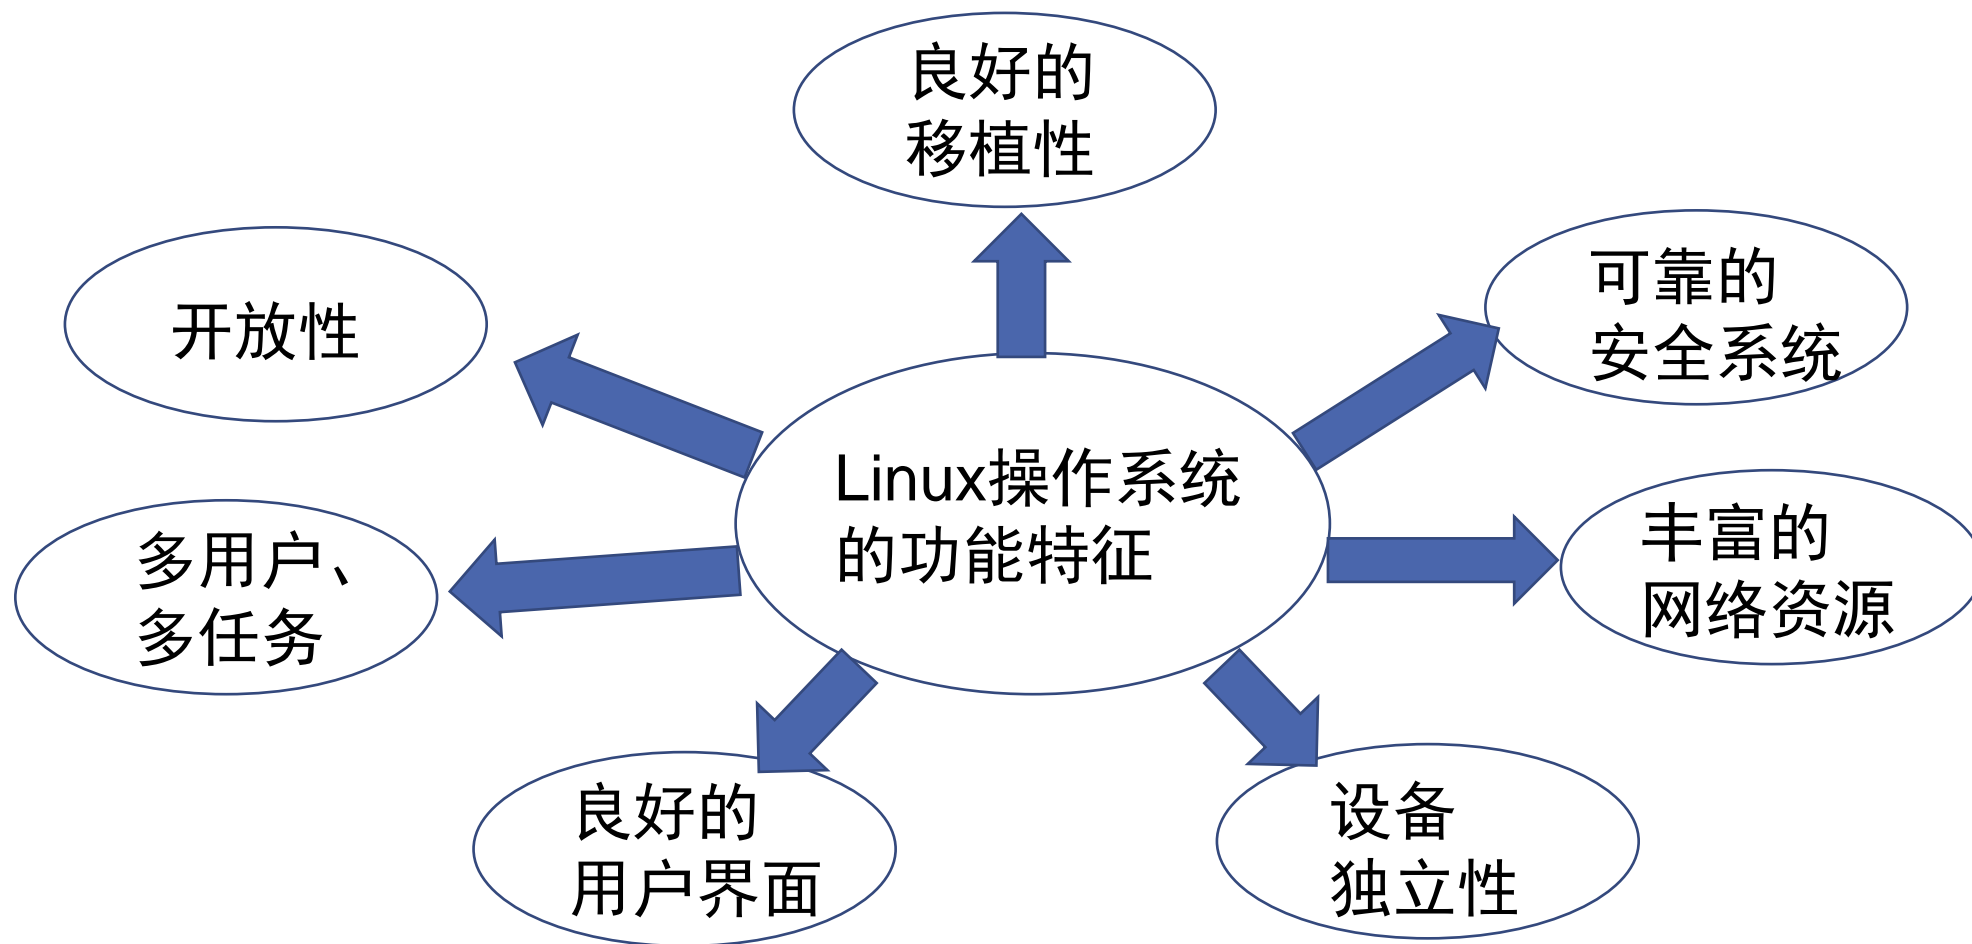 良好的
移植性
可靠的
安全系统
开放性
Linux操作系统
的功能特征
丰富的
网络资源
多用户、
多任务
良好的
用户界面
设备
独立性